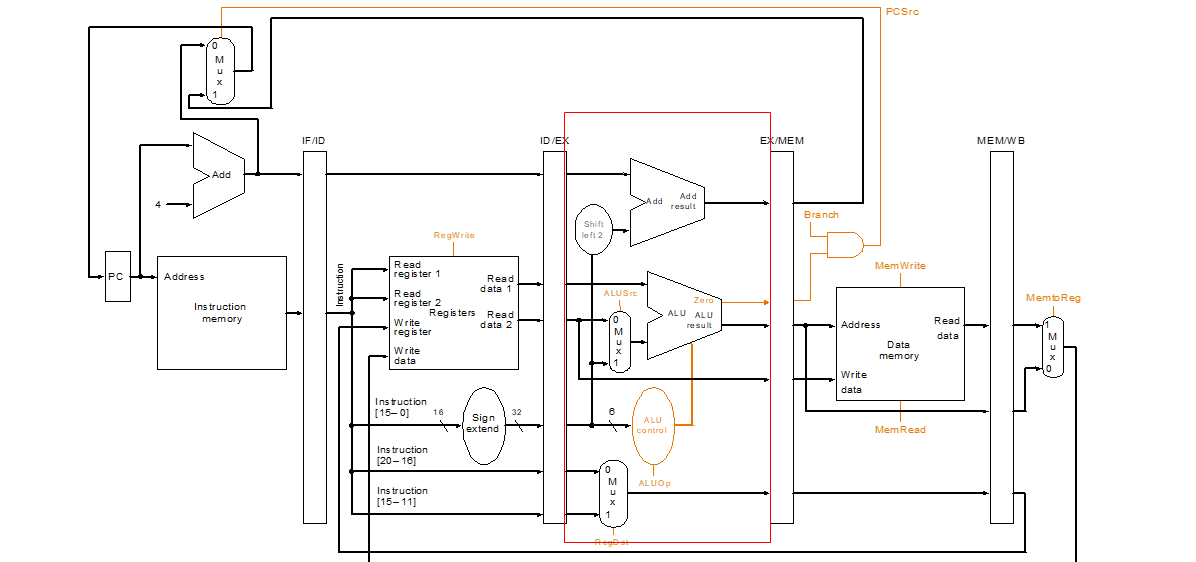 PCSrc
0
M
u
x
1
IF/ID
ID/EX
EX/MEM
MEM/WB
Add
4
PC
Address
Instruction
memory
Instruction
RegWrite
Read
register 1
Read
register 2
Write
register
Write
data
Registers
Read
data 1
Read
data 2
Instruction
[15–0]
16
Sign
extend
32
Instruction
[20–16]
Instruction
[15–11]
Shift
left 2
Add
Add
result
ALUSrc
0
M
u
x
1
Zero
ALU
ALU
result
6
ALU
control
ALUOp
0
M
u
x
1
RegDst
Branch
MemWrite
Address
Read
data
Data
memory
Write
data
MemRead
MemtoReg
1
M
u
x
0